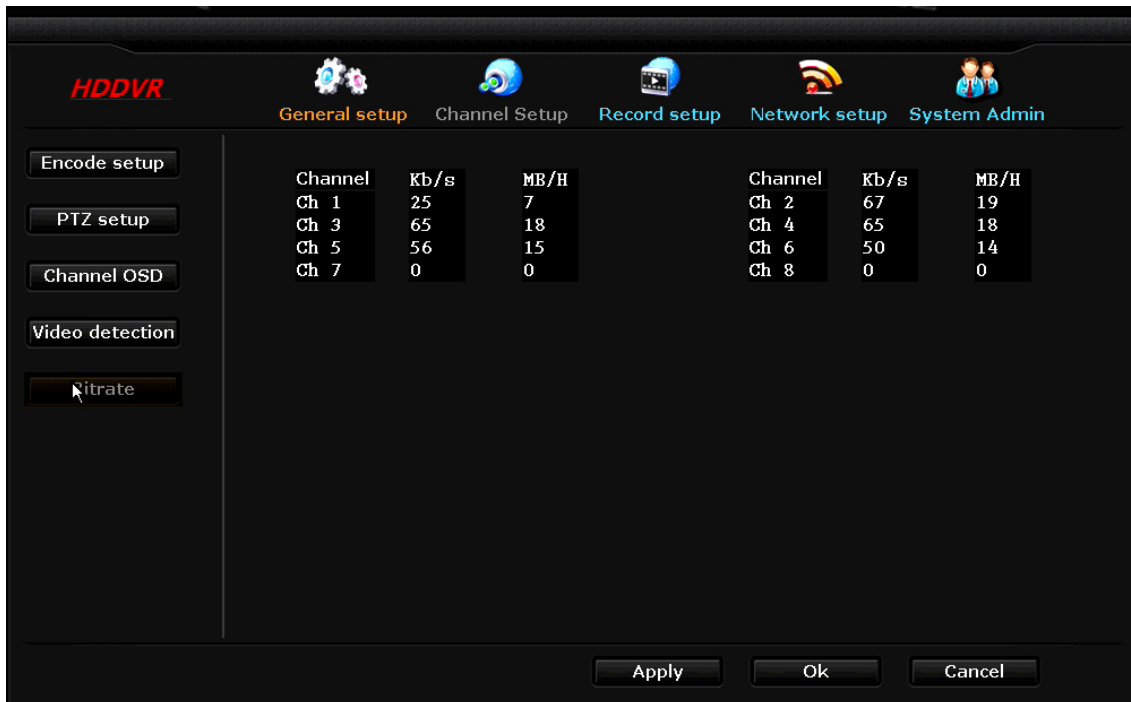 HDDVR
General setup Channel Setup Record setup Network setup System Admin
Encode setup
PTZ setup
Channel OSD
Video detection
Bitrate
Channel Kb/s MB/H Channel Kb/s MB/H
Ch 1 25 7 Ch 2 67 19
Ch 3 65 18 Ch 4 65 18
Ch 5 56 15 Ch 6 50 14
Ch 7 0 0 Ch 8 0 0
Apply Ok Cancel